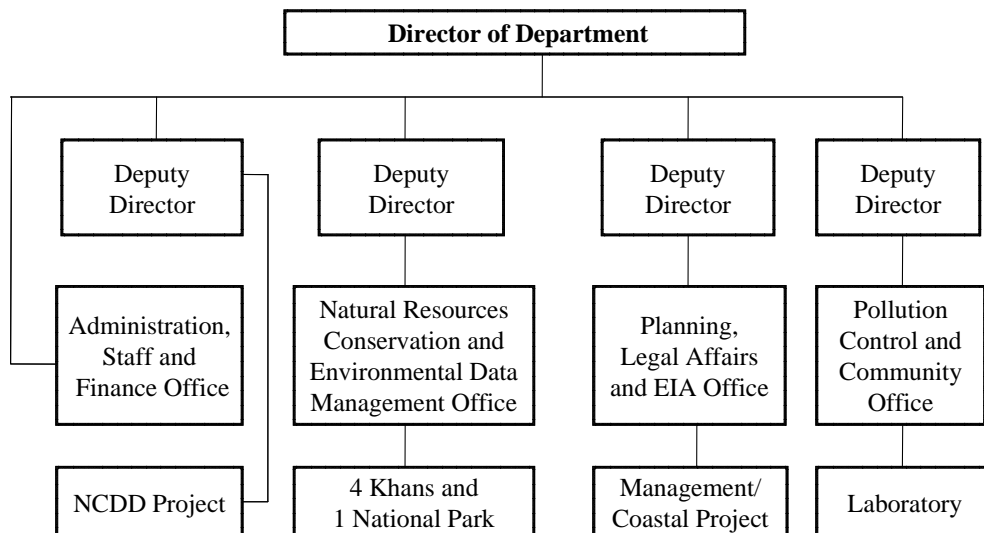 Director of Department
Deputy
Director
Deputy
Director
Deputy
Director
Deputy
Director
Administration,
Staff and
Finance Office
Natural Resources
Conservation and
Environmental Data
Management Office
Planning,
Legal Affairs
and EIA Office
Pollution
Control and
Community
Office
NCDD Project
4 Khans and
1 National Park
Management/
Coastal Project
Laboratory